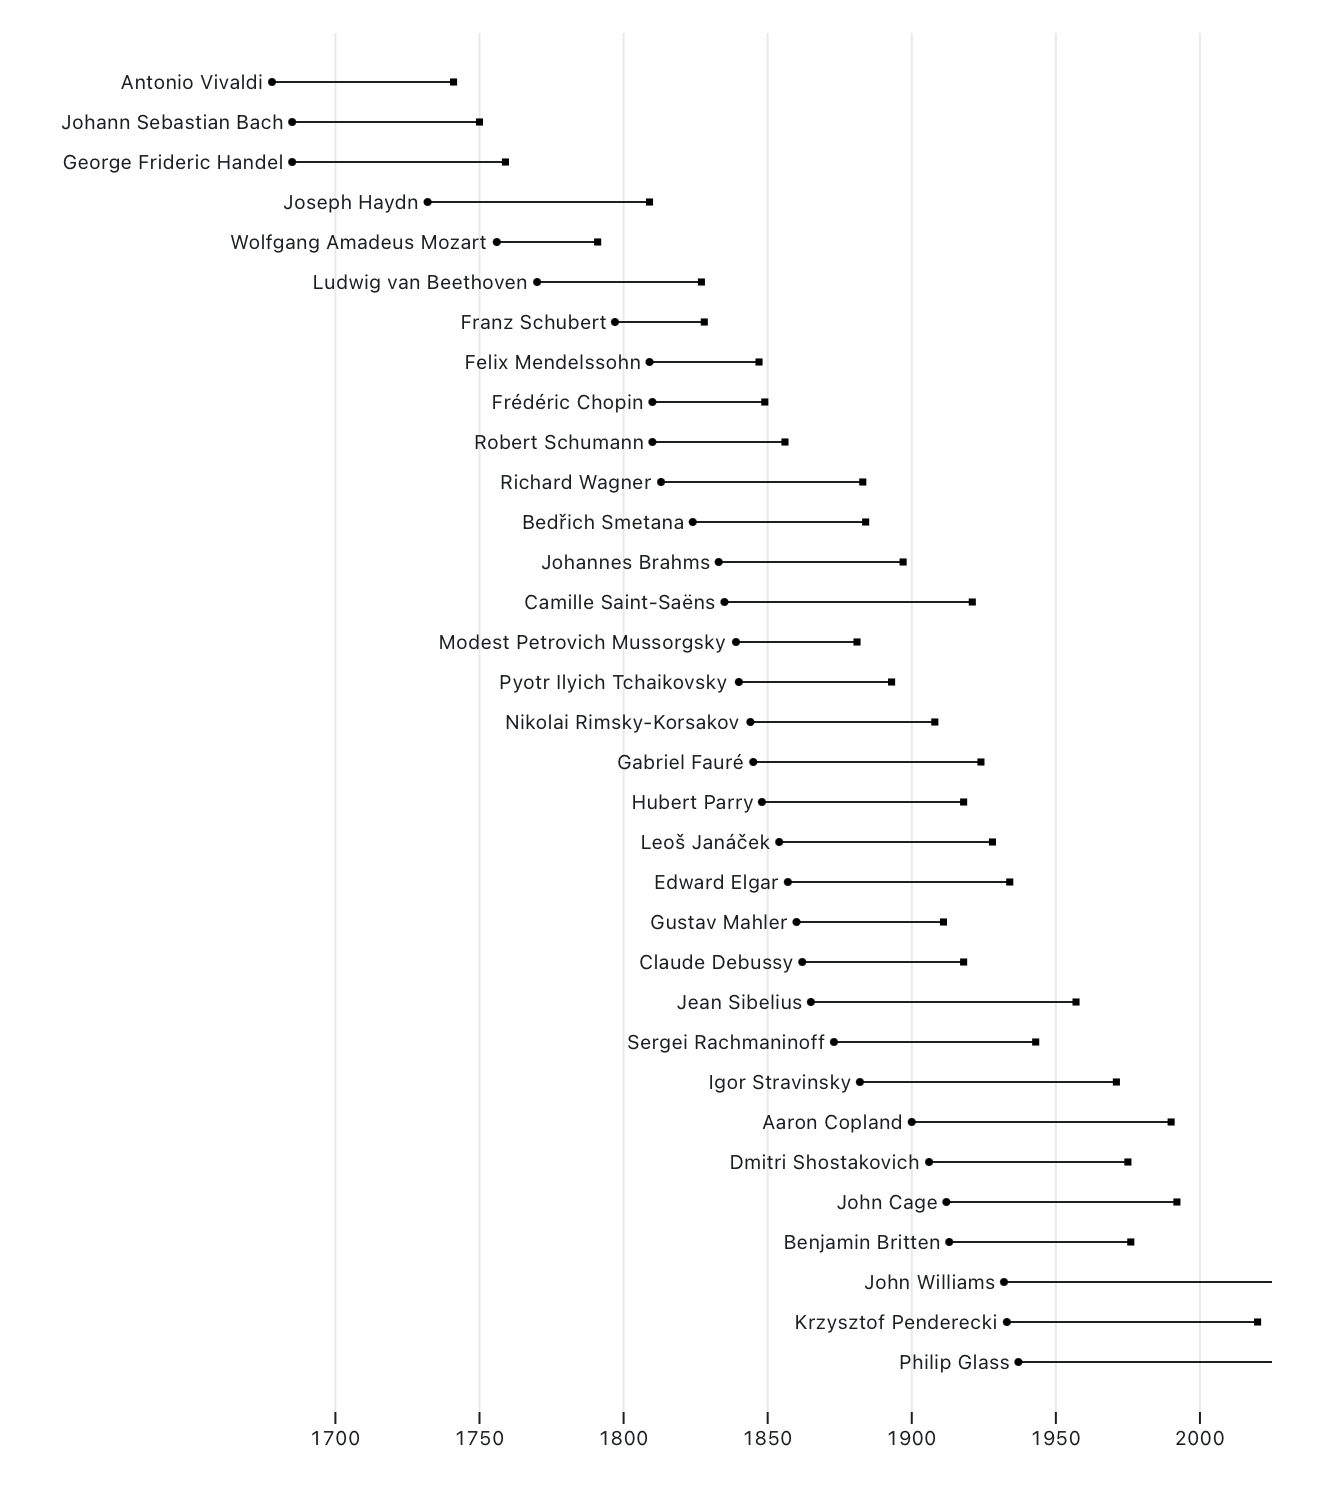 Antonio Vivaldi
Johann Sebastian Bach
George Frideric Handel
Joseph Haydn
Wolfgang Amadeus Mozart
Ludwig van Beethoven
Franz Schubert
Felix Mendelssohn
Frédéric Chopin
Robert Schumann
Richard Wagner
Bedřich Smetana
Johannes Brahms
Camille Saint-Saëns
Modest Petrovich Mussorgsky
Pyotr Ilyich Tchaikovsky
Nikolai Rimsky-Korsakov
Gabriel Fauré
Hubert Parry
Leoš Janáček
Edward Elgar
Gustav Mahler
Claude Debussy
Jean Sibelius
Sergei Rachmaninoff
Igor Stravinsky
Aaron Copland
Dmitri Shostakovich
John Cage
Benjamin Britten
John Williams
Krzysztof Penderecki
Philip Glass
1700 1750 1800 1850 1900 1950 2000